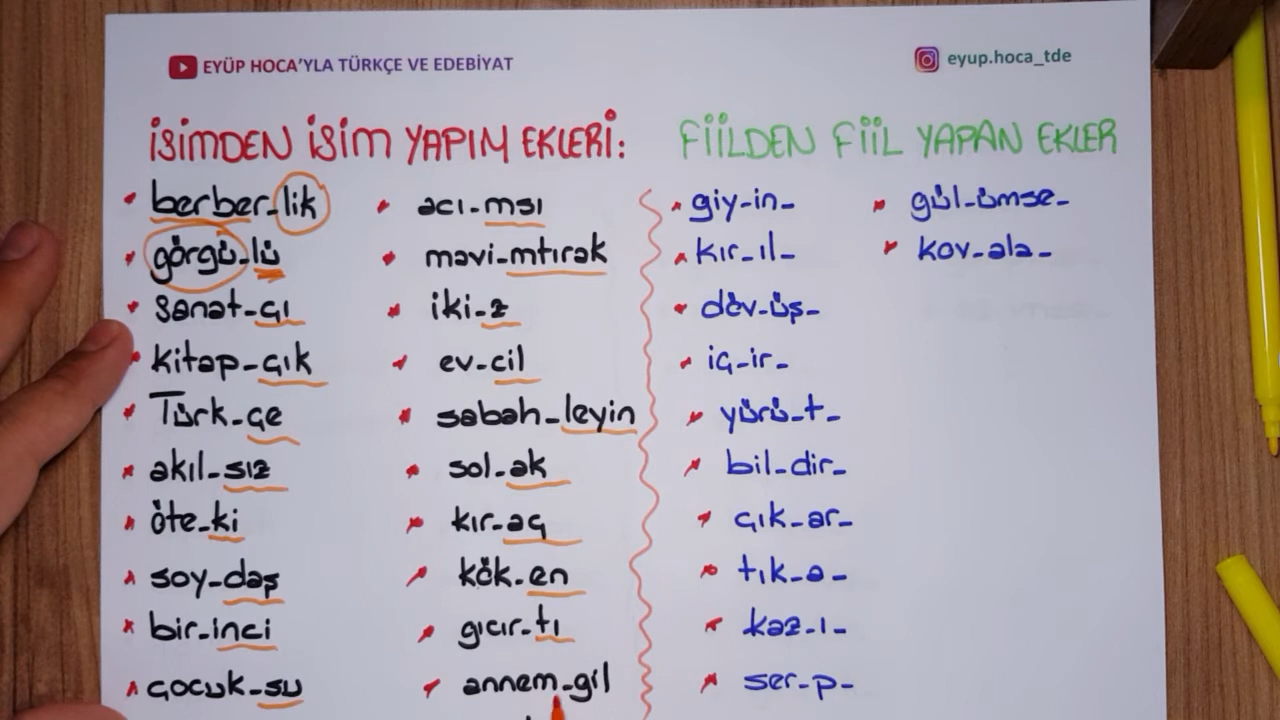 EYÜP HOCA'YLA TÜRKÇE VE EDEBİYAT
eyup.hoca_tde
İSİMDEN İSİM YAPIM EKLERİ:
berber-lik
görgü-lü
sanat-çı
kitap-çık
Türk-çe
akıl-sız
öte-ki
soy-daş
bir-inci
çocuk-su
acı-msı
mavi-mtırak
iki-z
ev-cil
sabah-leyin
sol-ak
kır-aç
kök-en
gıcır-tı
annem-gil
FİİLDEN FİİL YAPAN EKLER
giy-in-
kır-ıl-
döv-üş-
iç-ir-
yürü-t-
bil-dir-
çık-ar-
tık-a-
kaz-ı-
ser-p-
gül-ümse-
kov-ala-